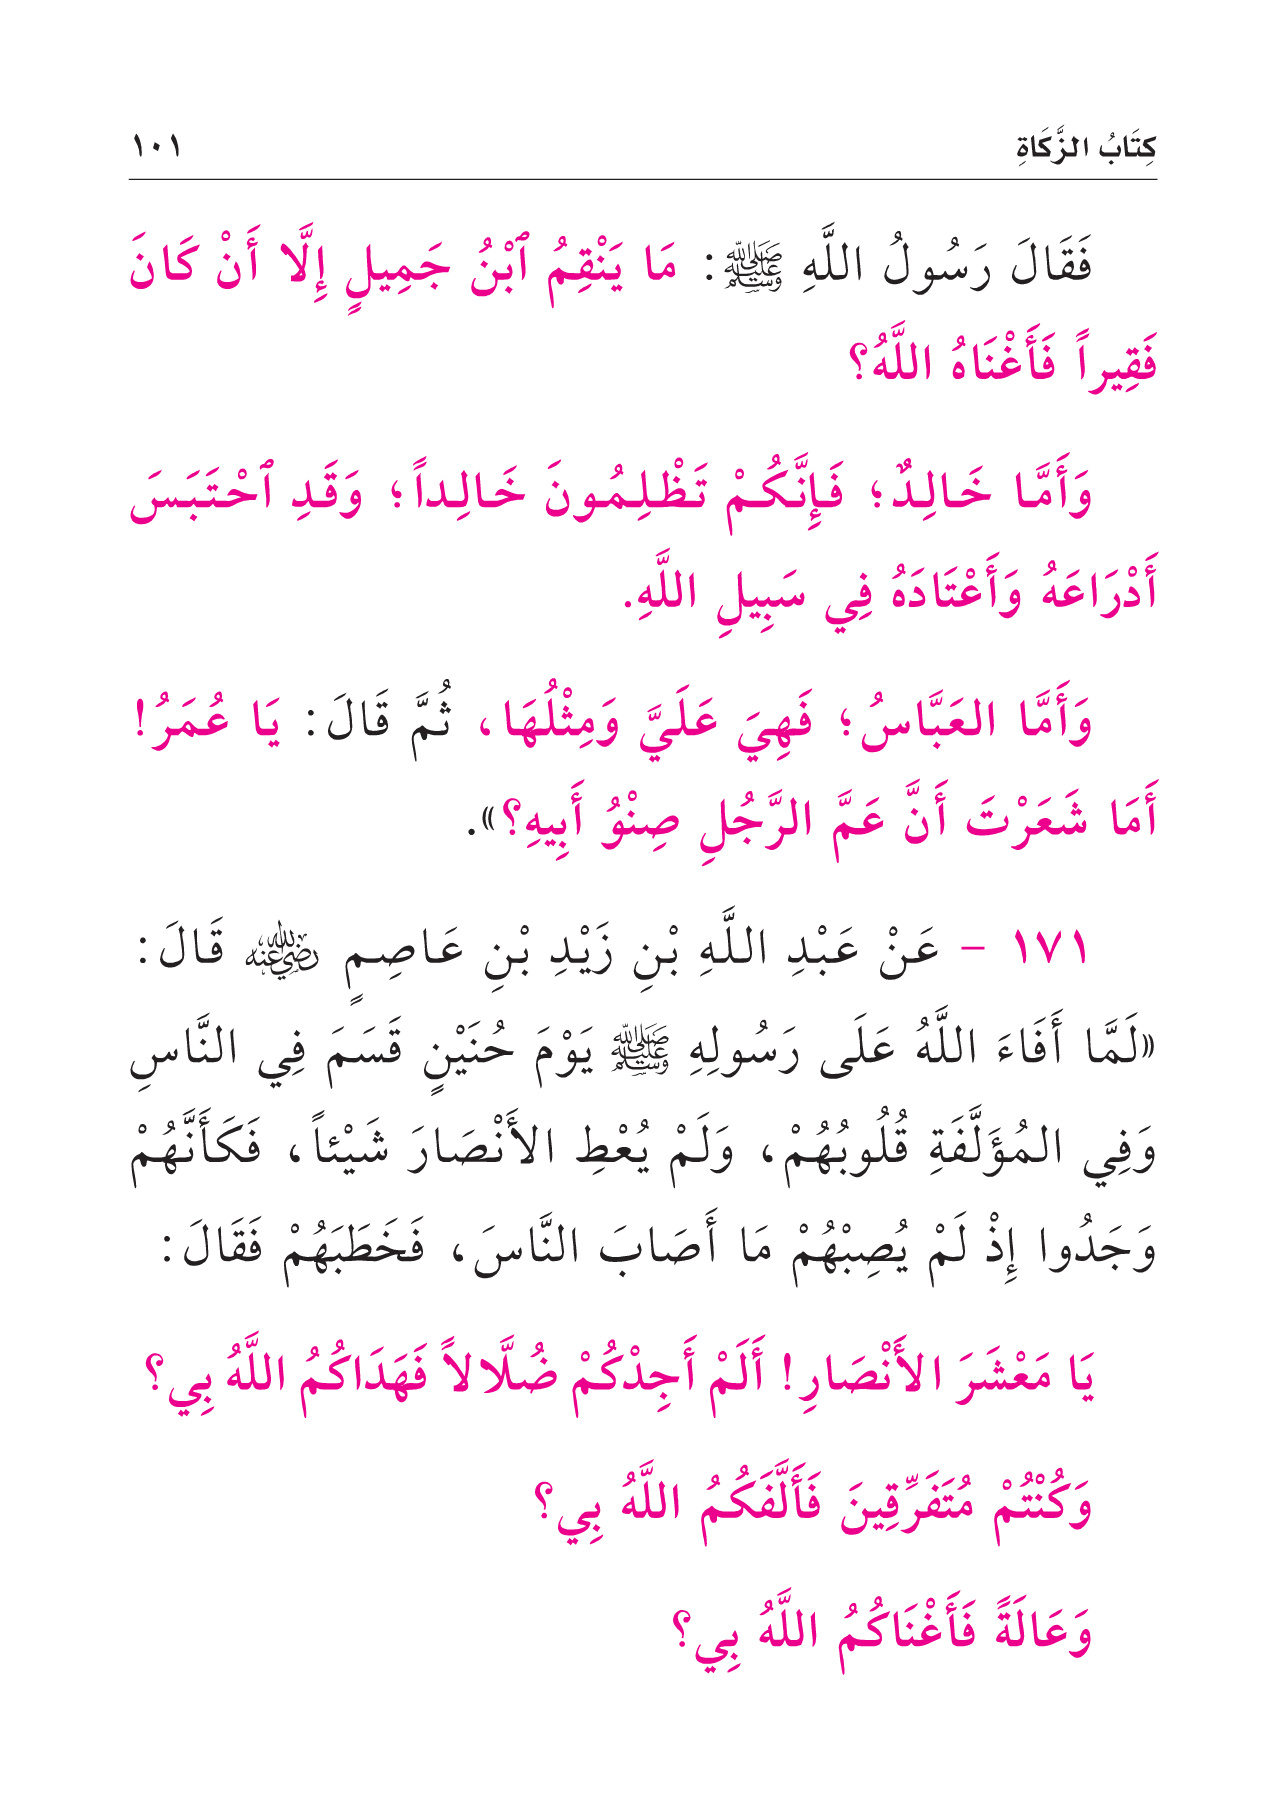 كِتَابُ الزَّكَاةِ ١٠١
فَقَالَ رَسُولُ اللَّهِ ﷺ: مَا يَنْقِمُ ٱبْنُ جَمِيلٍ إِلَّا أَنْ كَانَ
فَقِيراً فَأَغْنَاهُ اللَّهُ؟
وَأَمَّا خَالِدٌ؛ فَإِنَّكُمْ تَظْلِمُونَ خَالِداً؛ وَقَدِ ٱحْتَبَسَ
أَدْرَاعَهُ وَأَعْتَادَهُ فِي سَبِيلِ اللَّهِ.
وَأَمَّا العَبَّاسُ؛ فَهِيَ عَلَيَّ وَمِثْلُهَا، ثُمَّ قَالَ: يَا عُمَرُ!
أَمَا شَعَرْتَ أَنَّ عَمَّ الرَّجُلِ صِنْوُ أَبِيهِ؟».
١٧١ - عَنْ عَبْدِ اللَّهِ بْنِ زَيْدِ بْنِ عَاصِمٍ رضي الله عنه قَالَ:
«لَمَّا أَفَاءَ اللَّهُ عَلَى رَسُولِهِ ﷺ يَوْمَ حُنَيْنٍ قَسَمَ فِي النَّاسِ
وَفِي المُؤَلَّفَةِ قُلُوبُهُمْ، وَلَمْ يُعْطِ الأَنْصَارَ شَيْئاً، فَكَأَنَّهُمْ
وَجَدُوا إِذْ لَمْ يُصِبْهُمْ مَا أَصَابَ النَّاسَ، فَخَطَبَهُمْ فَقَالَ:
يَا مَعْشَرَ الأَنْصَارِ! أَلَمْ أَجِدْكُمْ ضُلَّالاً فَهَدَاكُمُ اللَّهُ بِي؟
وَكُنْتُمْ مُتَفَرِّقِينَ فَأَلَّفَكُمُ اللَّهُ بِي؟
وَعَالَةً فَأَغْنَاكُمُ اللَّهُ بِي؟